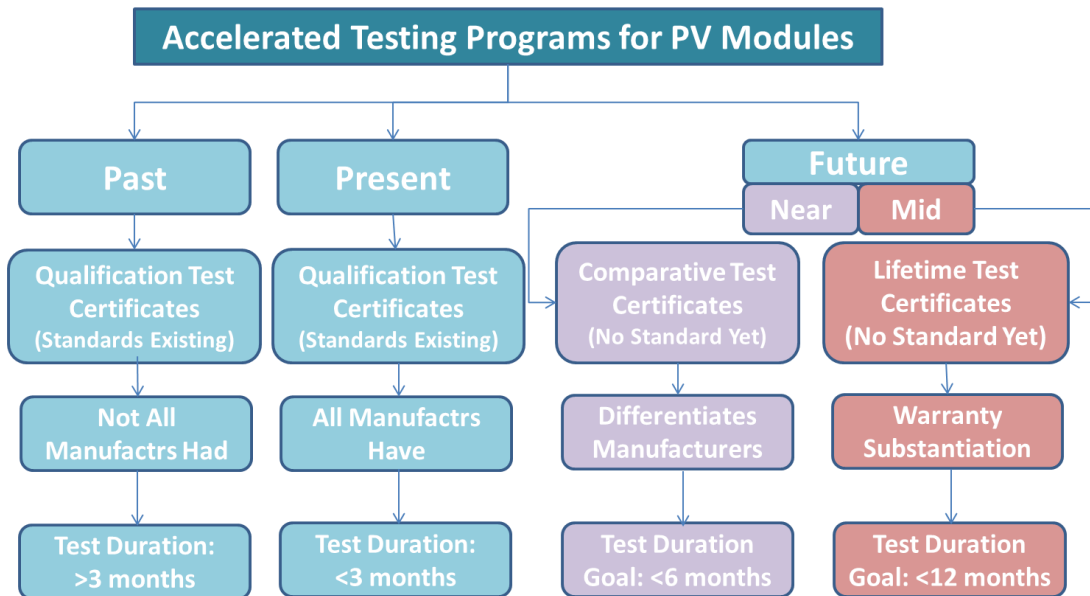 Accelerated Testing Programs for PV Modules
Past
Present
Future
Near
Mid
Qualification Test
Certificates
(Standards Existing)
Qualification Test
Certificates
(Standards Existing)
Comparative Test
Certificates
(No Standard Yet)
Lifetime Test
Certificates
(No Standard Yet)
Not All
Manufactrs Had
All Manufactrs
Have
Differentiates
Manufacturers
Warranty
Substantiation
Test Duration:
>3 months
Test Duration:
<3 months
Test Duration
Goal: <6 months
Test Duration
Goal: <12 months